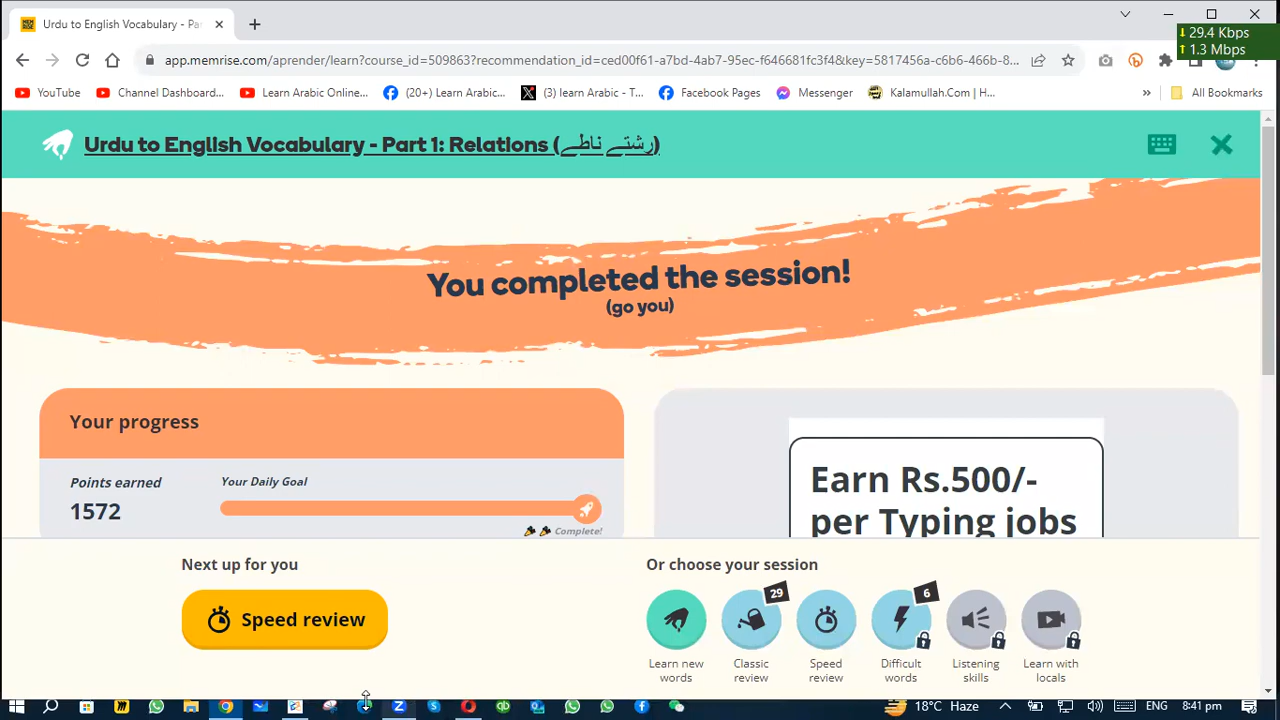 Urdu to English Vocabulary - Par
29.4 Kbps
1.3 Mbps
app.memrise.com/aprender/learn?course_id=509863?recommendation_id=ced00f61-a7bd-4ab7-95ec-f646681fc3f4&key=5817456a-c6b6-466b-8...
YouTube
Channel Dashboard...
Learn Arabic Online...
(20+) Learn Arabic...
(3) learn Arabic - T...
Facebook Pages
Messenger
Kalamullah.Com | H...
»
All Bookmarks
Urdu to English Vocabulary - Part 1: Relations (رشتے ناطے)
You completed the session!
(go you)
Your progress
Points earned
1572
Your Daily Goal
Complete!
Earn Rs.500/-
per Typing jobs
Next up for you
Speed review
Or choose your session
29
6
Learn new words
Classic review
Speed review
Difficult words
Listening skills
Learn with locals
18°C Haze
ENG
8:41 pm